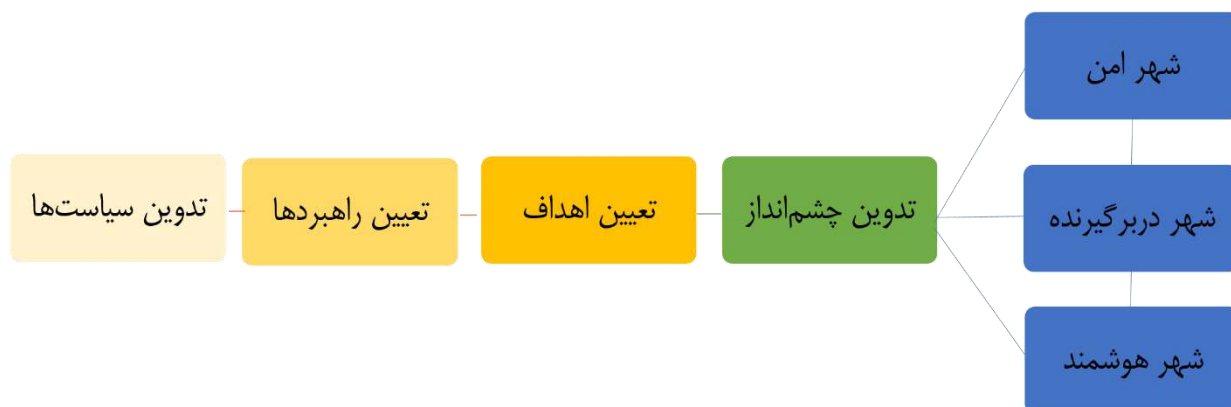 شهر امن
شهر دربرگیرنده
شهر هوشمند
تدوین چشم‌انداز
تعیین اهداف
تعیین راهبردها
تدوین سیاست‌ها